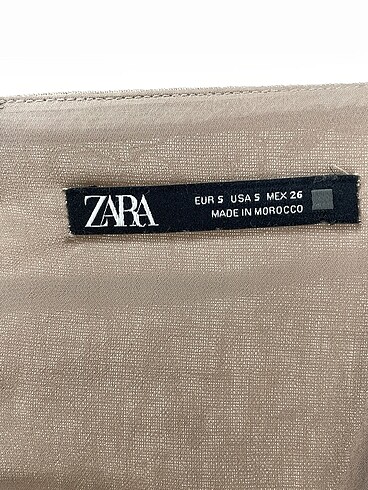 ZARA
EUR S USA S MEX 26
MADE IN MOROCCO